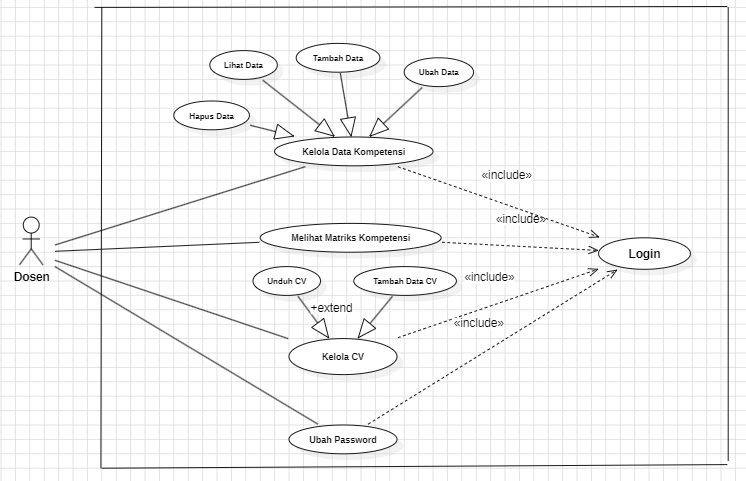 Tambah Data
Lihat Data
Ubah Data
Hapus Data
Kelola Data Kompetensi
«include»
«include»
Melihat Matriks Kompetensi
Login
Dosen
Unduh CV
Tambah Data CV
«include»
+extend
«include»
Kelola CV
Ubah Password